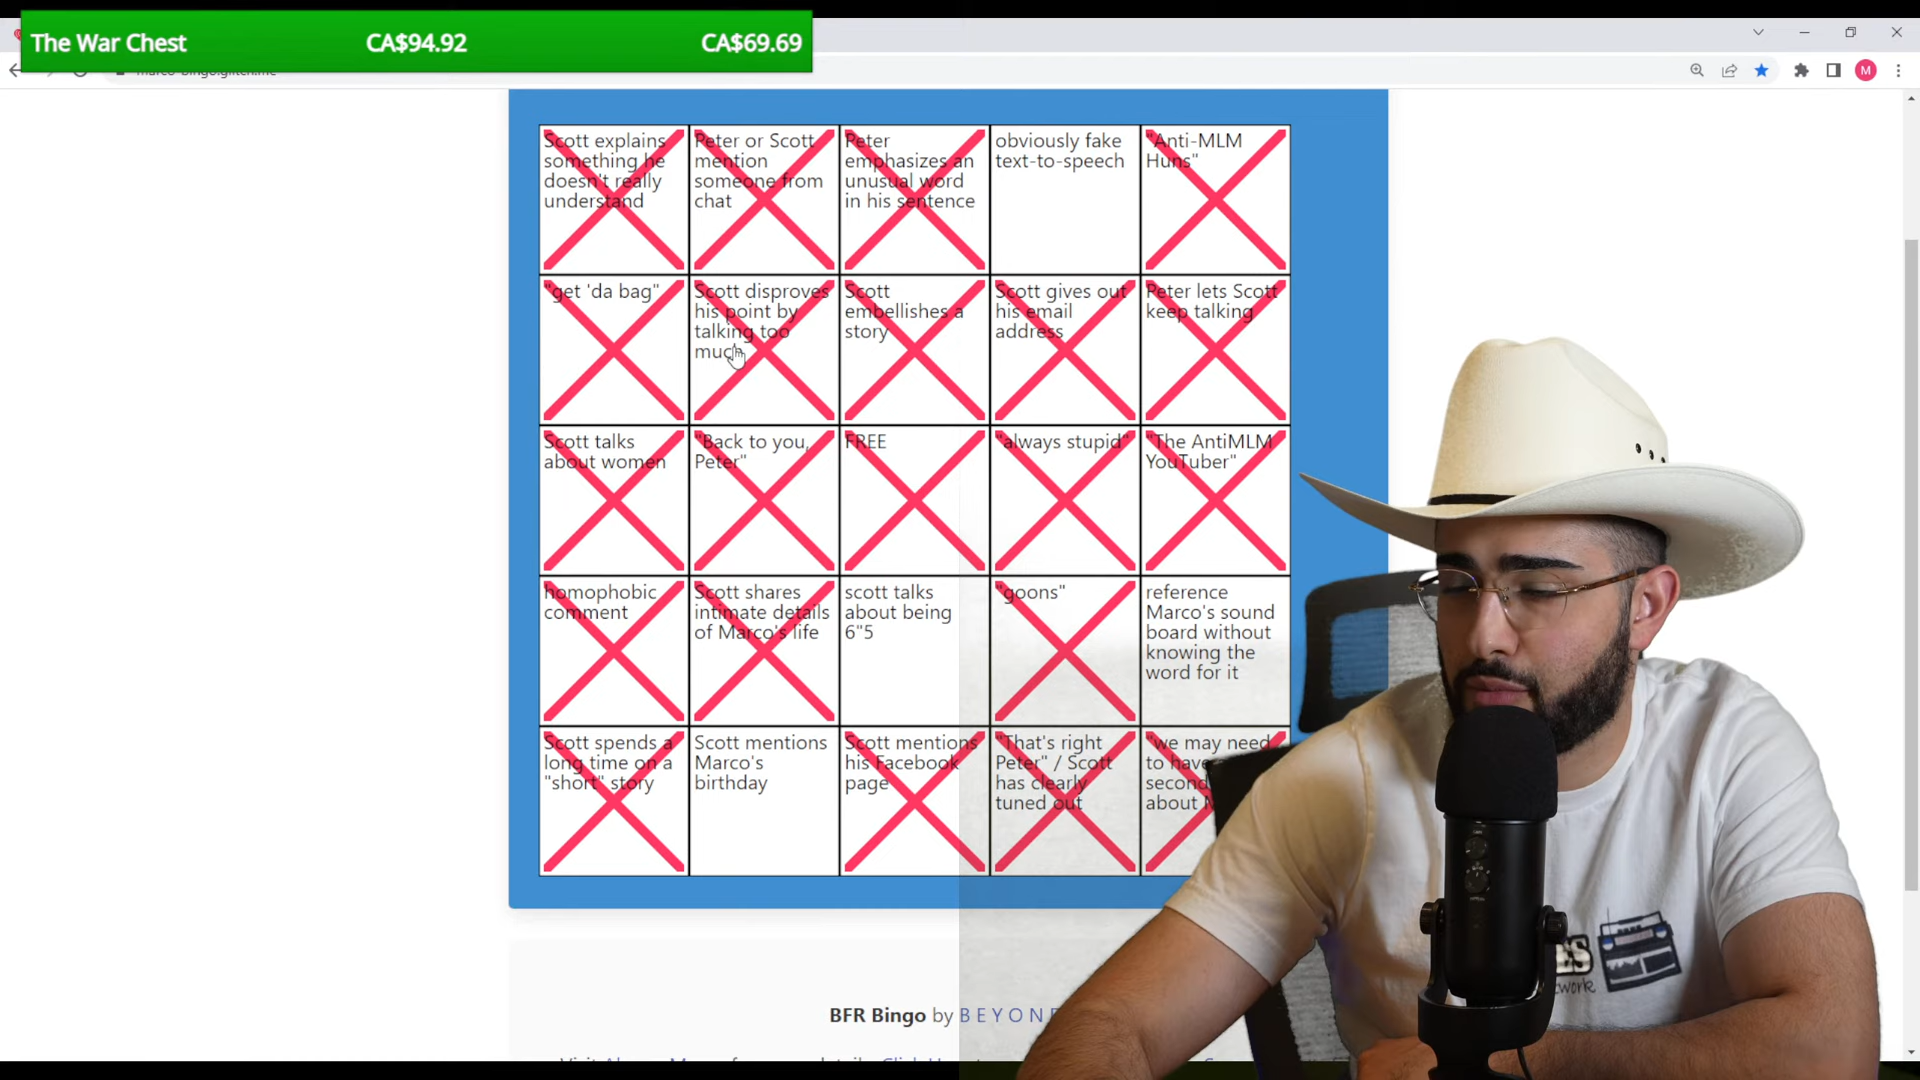 The War Chest CA$94.92 CA$69.69
M
Scott explains
something he
doesn't really
understand
Peter or Scott
mention
someone from
chat
Peter
emphasizes an
unusual word
in his sentence
obviously fake
text-to-speech
"Anti-MLM
Huns"
"get 'da bag"
Scott disproves
his point by
talking too
much
Scott
embellishes a
story
Scott gives out
his email
address
Peter lets Scott
keep talking
Scott talks
about women
"Back to you,
Peter"
FREE
"always stupid"
"The AntiMLM
YouTuber"
homophobic
comment
Scott shares
intimate details
of Marco's life
scott talks
about being
6"5
"goons"
reference
Marco's sound
board without
knowing the
word for it
Scott spends a
long time on a
"short" story
Scott mentions
Marco's
birthday
Scott mentions
his Facebook
page
"That's right
Peter" / Scott
has clearly
tuned out
"we may need
to have
second
about
BFR Bingo by BEYON